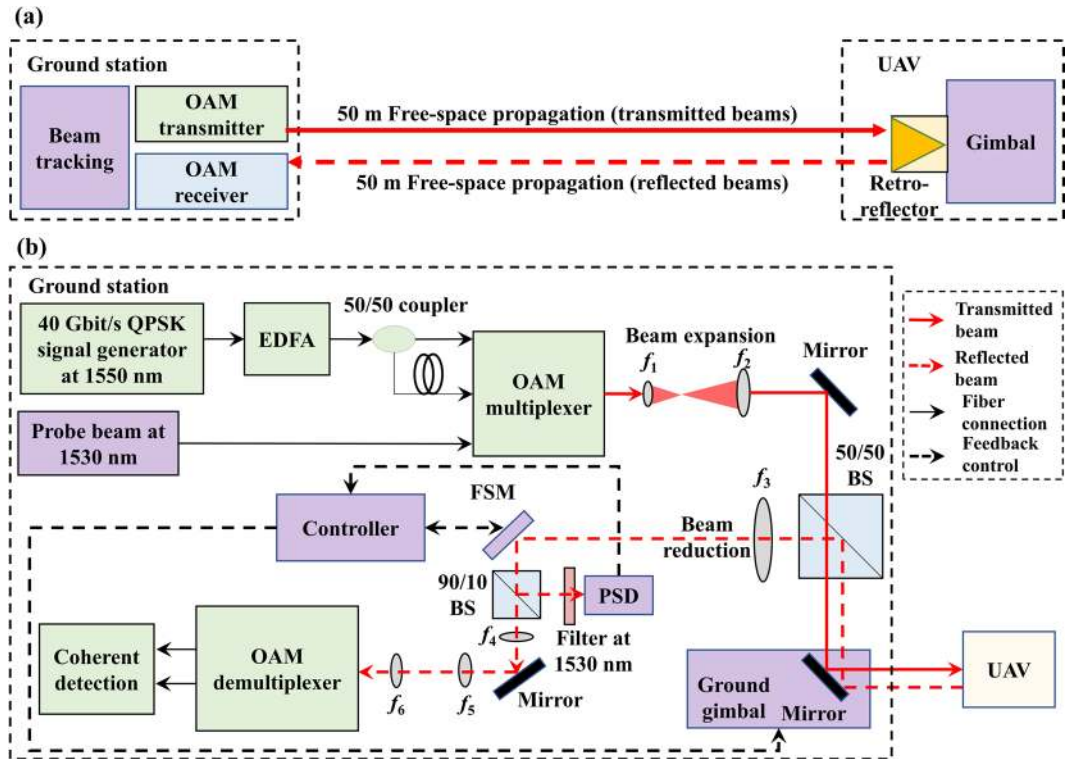 (a)
Ground station
Beam
tracking
OAM
transmitter
OAM
receiver
50 m Free-space propagation (transmitted beams)
50 m Free-space propagation (reflected beams)
UAV
Retro-
reflector
Gimbal
(b)
Ground station
40 Gbit/s QPSK
signal generator
at 1550 nm
EDFA
50/50 coupler
OAM
multiplexer
Beam expansion
f1
f2
Mirror
Probe beam at
1530 nm
Transmitted
beam
Reflected
beam
Fiber
connection
Feedback
control
50/50
BS
f3
FSM
Controller
Beam
reduction
90/10
BS
PSD
f4
Filter at
1530 nm
Coherent
detection
OAM
demultiplexer
f6
f5
Mirror
Ground
gimbal
Mirror
UAV